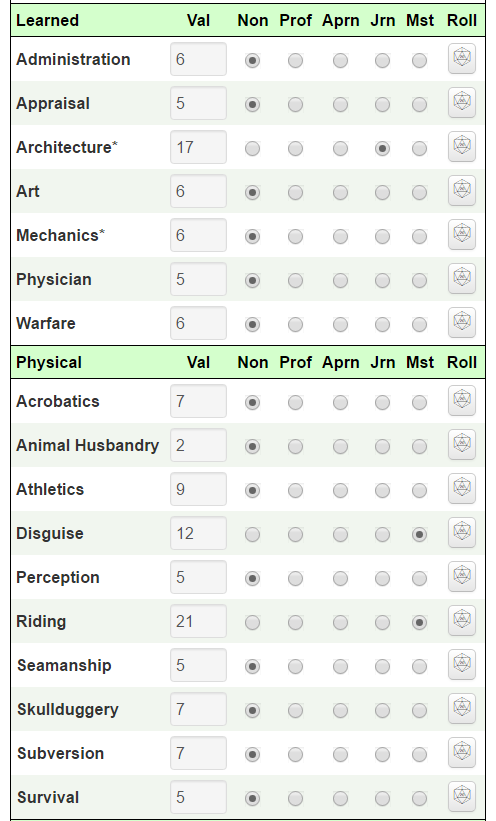 Learned Val Non Prof Aprn Jrn Mst Roll
Administration 6
Appraisal 5
Architecture* 17
Art 6
Mechanics* 6
Physician 5
Warfare 6
Physical Val Non Prof Aprn Jrn Mst Roll
Acrobatics 7
Animal Husbandry 2
Athletics 9
Disguise 12
Perception 5
Riding 21
Seamanship 5
Skullduggery 7
Subversion 7
Survival 5